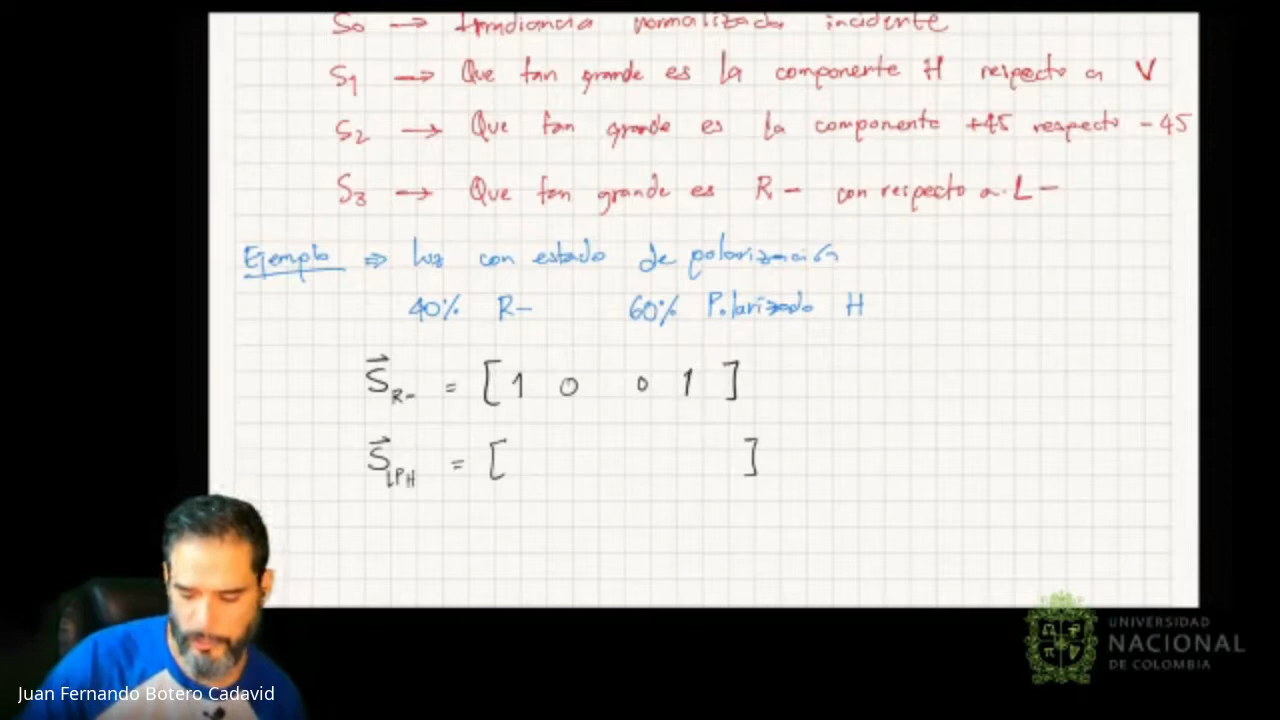 S0 → Irradiancia normalizada incidente
S1 → Que tan grande es la componente H respecto a V
S2 → Que tan grande es la componente +45 respecto -45
S3 → Que tan grande es R- con respecto a L-
Ejemplo ⇒ luz con estado de polarización
40% R- 60% Polarizado H
S⃗R- = [1 0 0 1]
S⃗LPH = [ ]
UNIVERSIDAD
NACIONAL
DE COLOMBIA
Juan Fernando Botero Cadavid